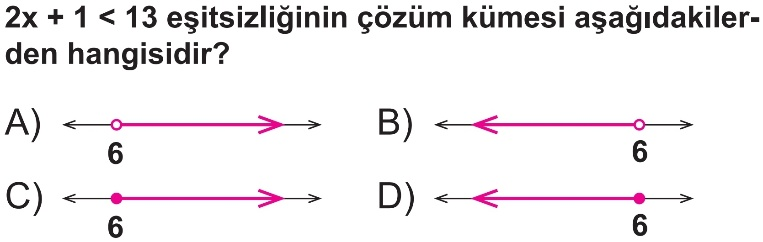 2x + 1 < 13 eşitsizliğinin çözüm kümesi aşağıdakiler-
den hangisidir?
A) 6
B) 6
C) 6
D) 6